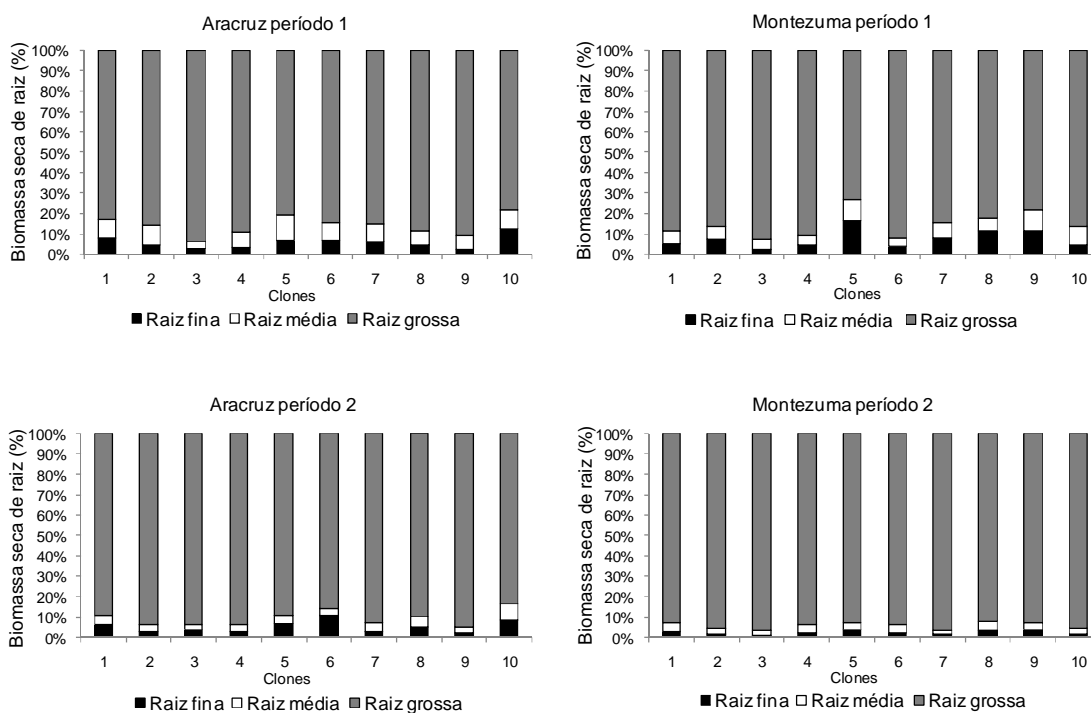 Aracruz período 1
Biomassa seca de raiz (%)
100%
90%
80%
70%
60%
50%
40%
30%
20%
10%
0%
1 2 3 4 5 6 7 8 9 10
Clones
Raiz fina Raiz média Raiz grossa
Montezuma período 1
Biomassa seca de raiz (%)
100%
90%
80%
70%
60%
50%
40%
30%
20%
10%
0%
1 2 3 4 5 6 7 8 9 10
Clones
Raiz fina Raiz média Raiz grossa
Aracruz período 2
Biomassa seca de raiz (%)
100%
90%
80%
70%
60%
50%
40%
30%
20%
10%
0%
1 2 3 4 5 6 7 8 9 10
Clones
Raiz fina Raiz média Raiz grossa
Montezuma período 2
Biomassa seca de raiz (%)
100%
90%
80%
70%
60%
50%
40%
30%
20%
10%
0%
1 2 3 4 5 6 7 8 9 10
Clones
Raiz fina Raiz média Raiz grossa